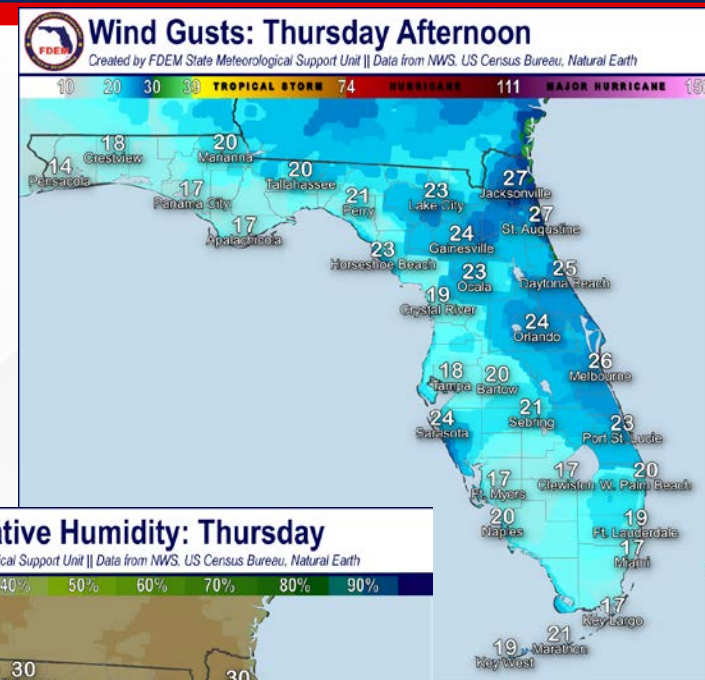 FDEM
Wind Gusts: Thursday Afternoon
Created by FDEM State Meteorological Support Unit || Data from NWS, US Census Bureau, Natural Earth
10 20 30 39 TROPICAL STORM 74 HURRICANE 111 MAJOR HURRICANE
18
Crestview
20
Marianna
14
Pensacola
17
Panama City
20
Tallahassee
17
Apalachicola
21
Perry
23
Lake City
27
Jacksonville
27
St. Augustine
24
Gainesville
23
Horseshoe Beach
23
Ocala
25
Daytona Beach
19
Crystal River
24
Orlando
26
Melbourne
18
Tampa
20
Bartow
21
Sebring
24
Sarasota
23
Port St. Lucie
17
Ft. Myers
17
Clewiston
20
W. Palm Beach
20
Naples
19
Ft. Lauderdale
17
Miami
17
Key Largo
21
Marathon
19
Key West
ative Humidity: Thursday
ical Support Unit || Data from NWS, US Census Bureau, Natural Earth
40% 50% 60% 70% 80% 90%
30
30